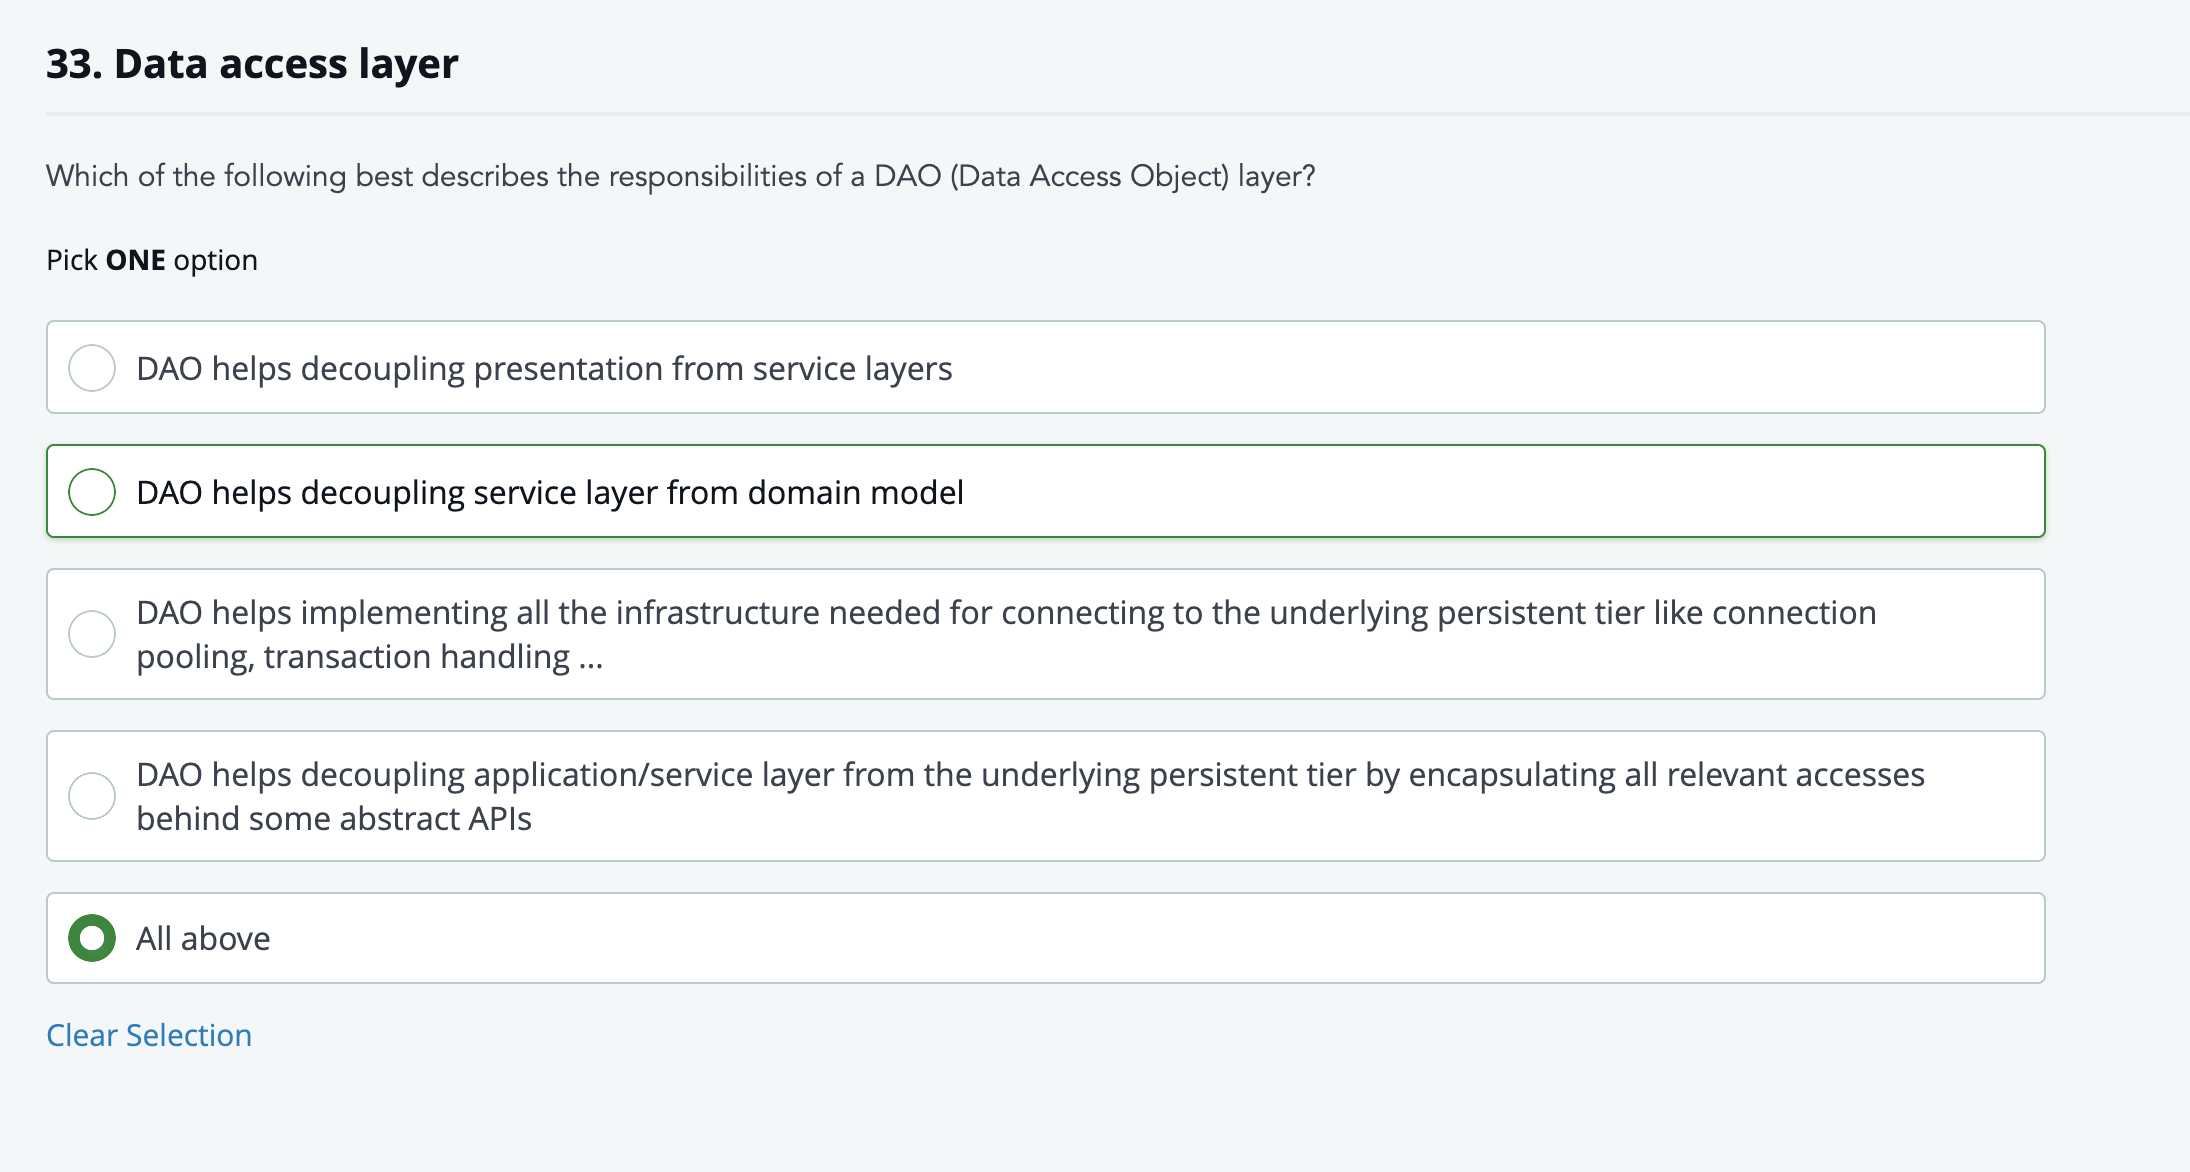 33. Data access layer
Which of the following best describes the responsibilities of a DAO (Data Access Object) layer?
Pick ONE option
DAO helps decoupling presentation from service layers
DAO helps decoupling service layer from domain model
DAO helps implementing all the infrastructure needed for connecting to the underlying persistent tier like connection
pooling, transaction handling ...
DAO helps decoupling application/service layer from the underlying persistent tier by encapsulating all relevant accesses
behind some abstract APIs
All above
Clear Selection